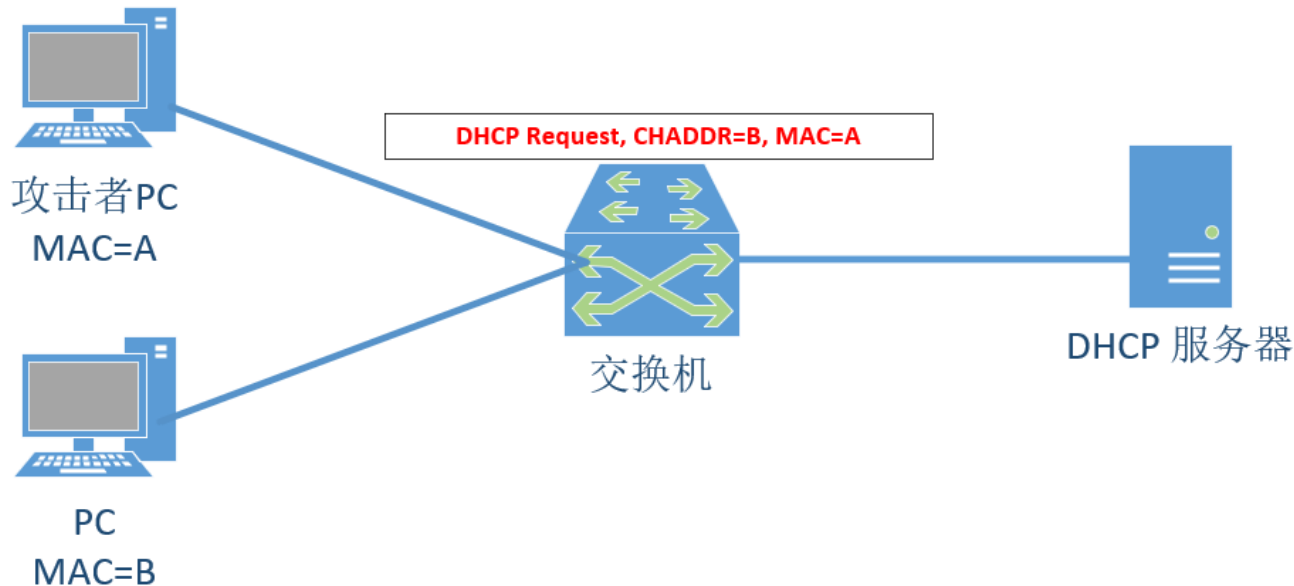 DHCP Request, CHADDR=B, MAC=A
攻击者PC
MAC=A
交换机
DHCP 服务器
PC
MAC=B